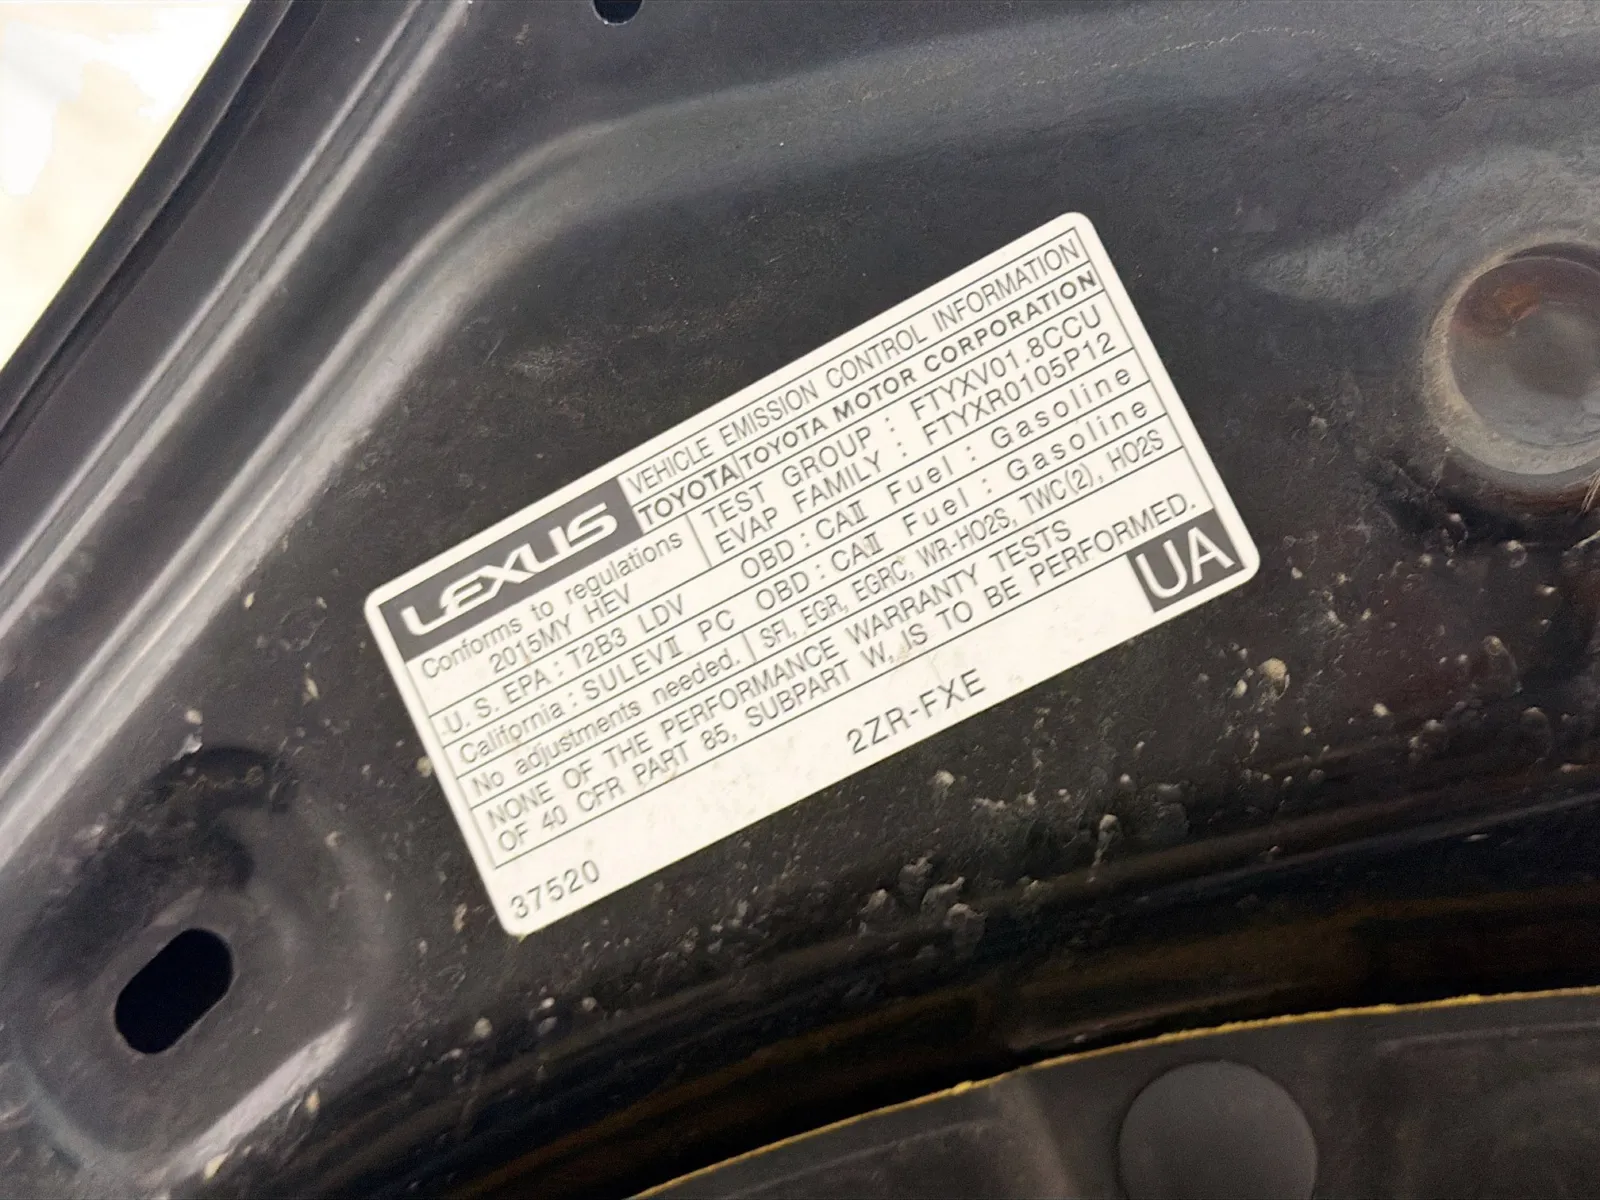 LEXUS VEHICLE EMISSION CONTROL INFORMATION
TOYOTA TOYOTA MOTOR CORPORATION
Conforms to regulations TEST GROUP : FTYXV01.8CCU
2015MY HEV EVAP FAMILY : FTYXR0105P12
U.S. EPA : T2B3 LDV OBD : CAⅡ Fuel : Gasoline
California : SULEVⅡ PC OBD : CAⅡ Fuel : Gasoline
No adjustments needed. SFI, EGR, EGRC, WR-HO2S, TWC(2), HO2S
NONE OF THE PERFORMANCE WARRANTY TESTS
OF 40 CFR PART 85, SUBPART W, IS TO BE PERFORMED.
UA
37520 2ZR-FXE